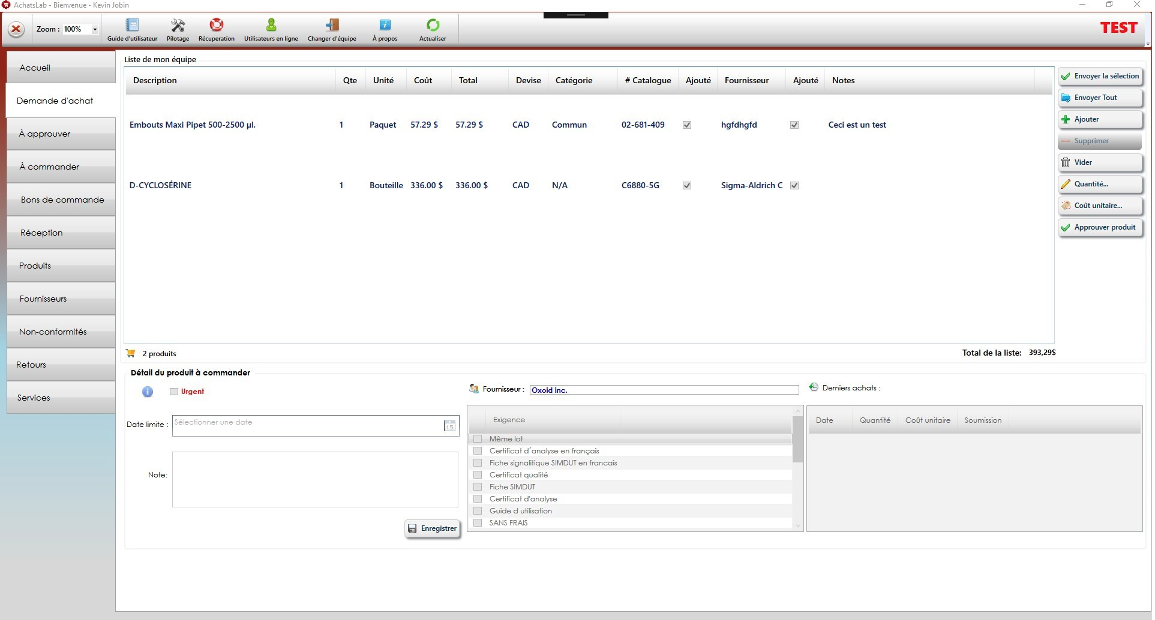 AchatsLab - Bienvenue - Kevin Jobin
Zoom : 100%
Guide d'utilisateur Pilotage Récuperation Utilisateurs en ligne Changer d'équipe À propos Actualiser
TEST
Accueil
Demande d'achat
À approuver
À commander
Bons de commande
Réception
Produits
Fournisseurs
Non-conformités
Retours
Services
Liste de mon équipe
Description Qte Unité Coût Total Devise Catégorie # Catalogue Ajouté Fournisseur Ajouté Notes
Embouts Maxi Pipet 500-2500 µl. 1 Paquet 57.29 $ 57.29 $ CAD Commun 02-681-409 hgfdhgfd Ceci est un test
D-CYCLOSÉRINE 1 Bouteille 336.00 $ 336.00 $ CAD N/A C6880-5G Sigma-Aldrich C
Envoyer la sélection
Envoyer Tout
Ajouter
Supprimer
Vider
Quantité...
Coût unitaire...
Approuver produit
2 produits
Total de la liste: 393,29$
Détail du produit à commander
Urgent
Date limite : Sélectionner une date
15
Note:
Enregistrer
Fournisseur : Oxoid Inc.
Exigence
Même lot
Certificat d'analyse en français
Fiche signalitique SIMDUT en francais
Certificat qualité
Fiche SIMDUT
Certificat d'analyse
Guide d utilisation
SANS FRAIS
Derniers achats :
Date Quantité Coût unitaire Soumission